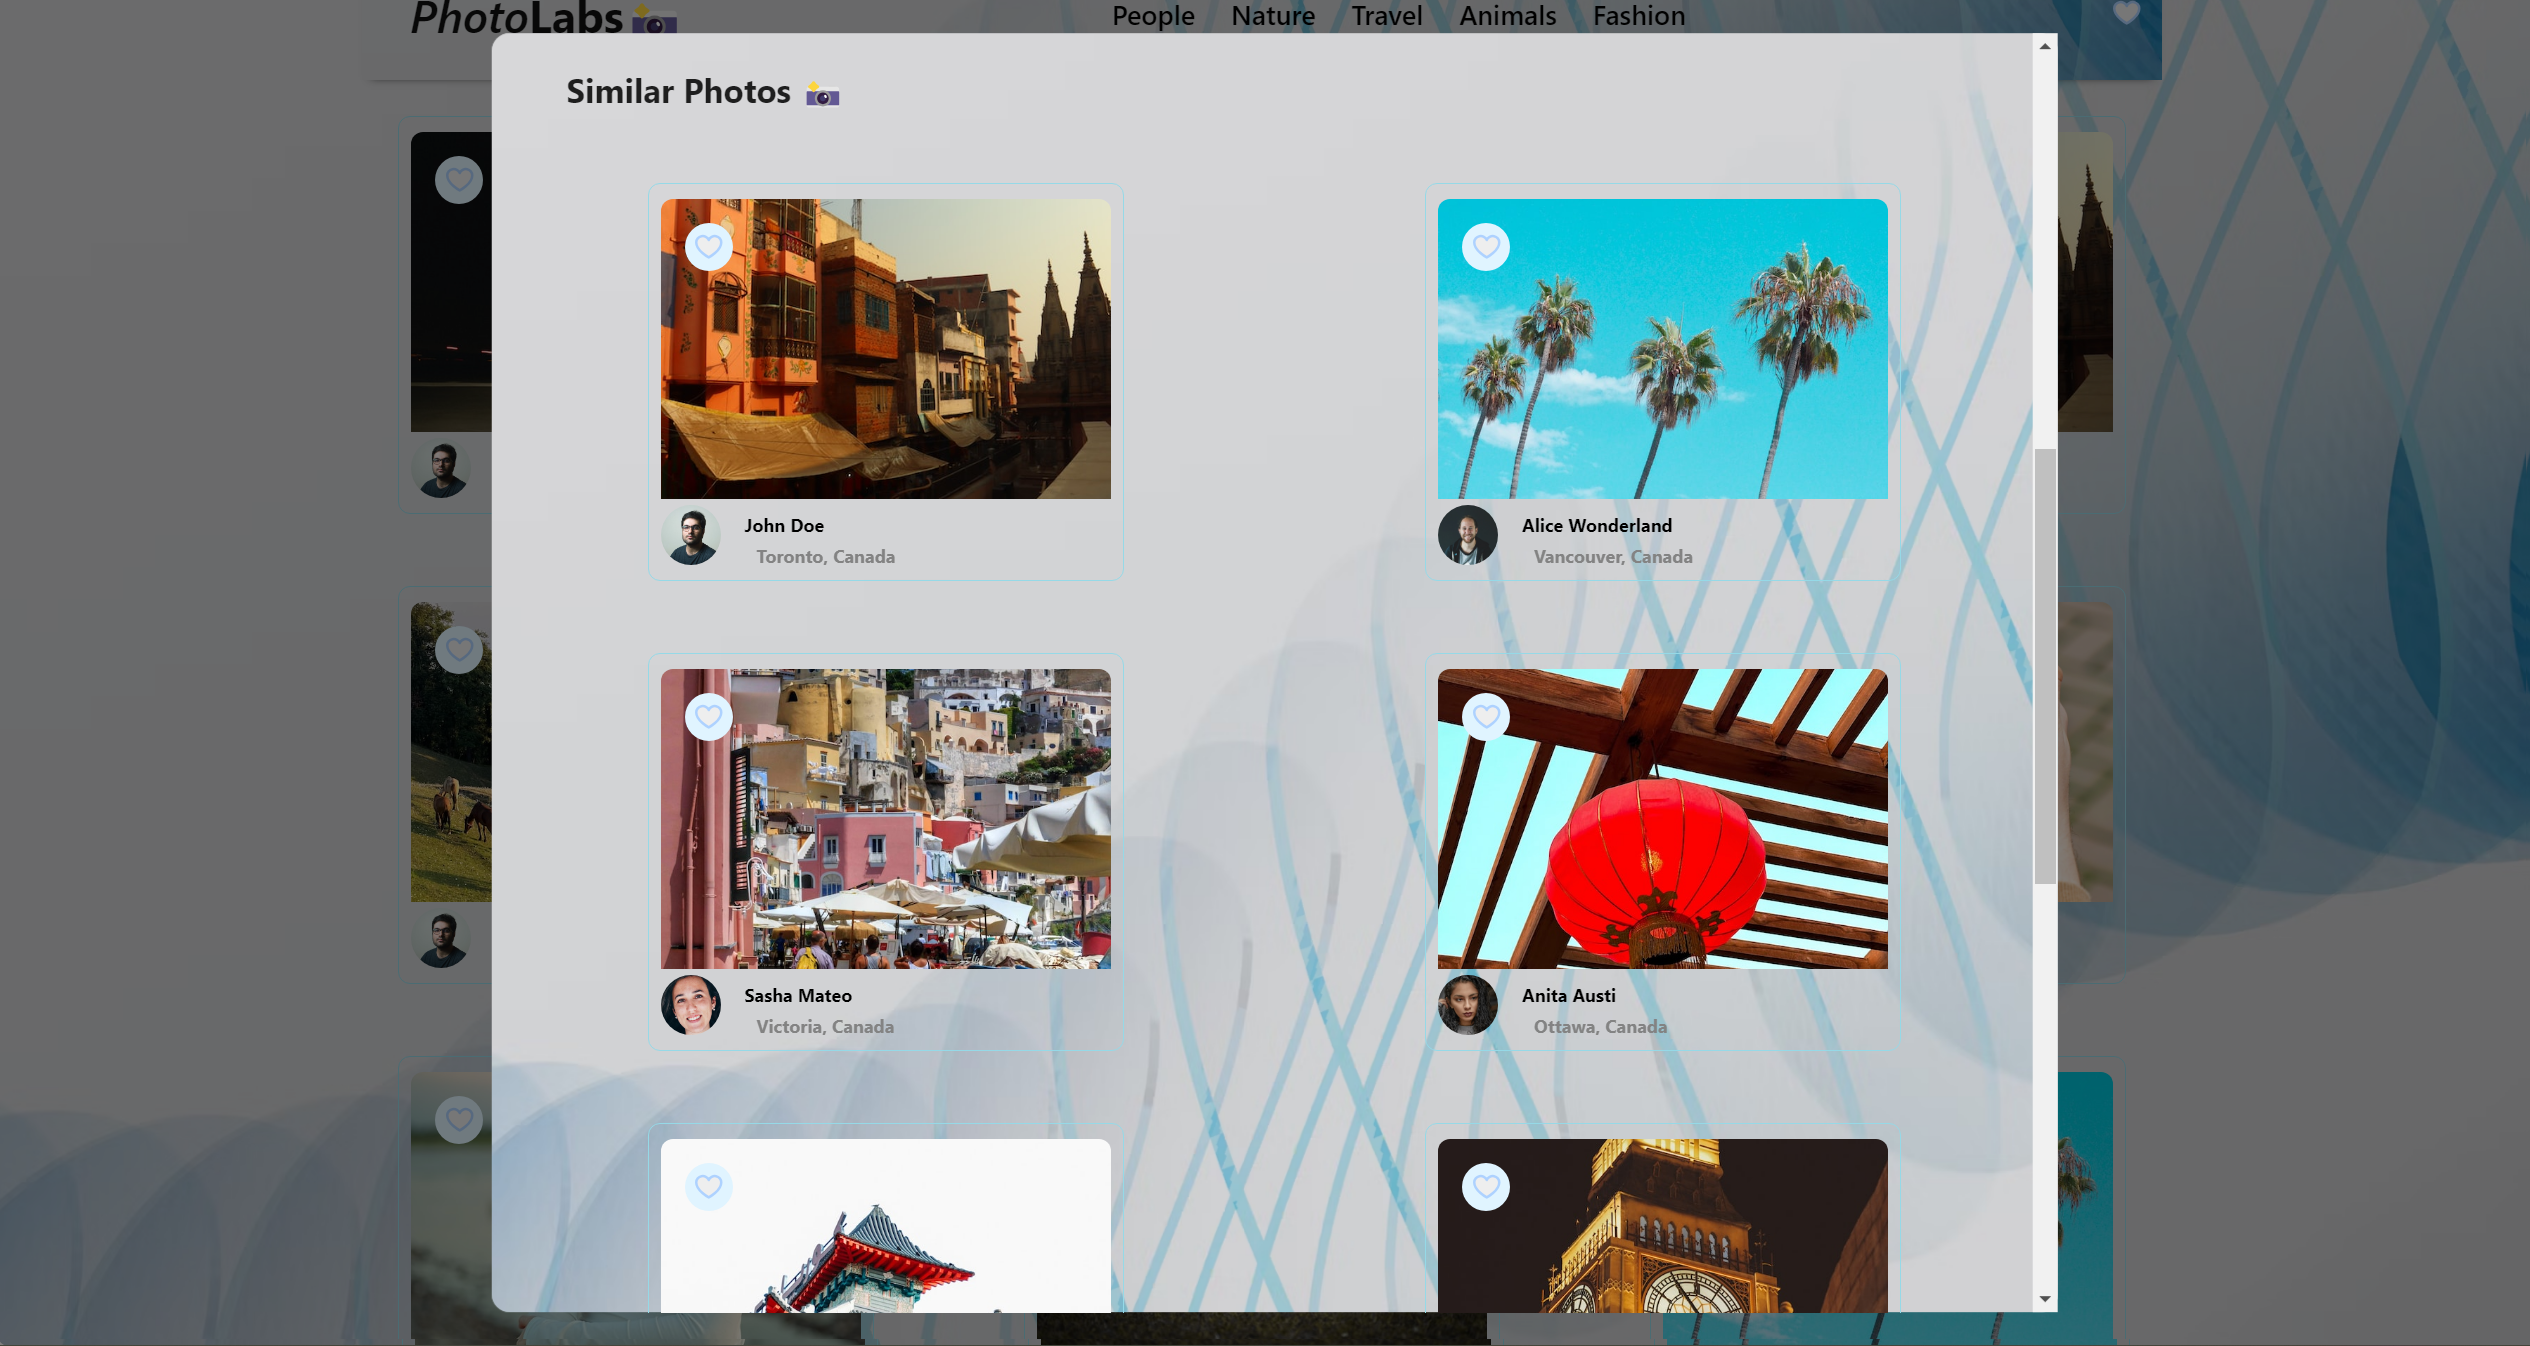 PhotoLabs
People Nature Travel Animals Fashion
Similar Photos
John Doe
Toronto, Canada
Alice Wonderland
Vancouver, Canada
Sasha Mateo
Victoria, Canada
Anita Austi
Ottawa, Canada